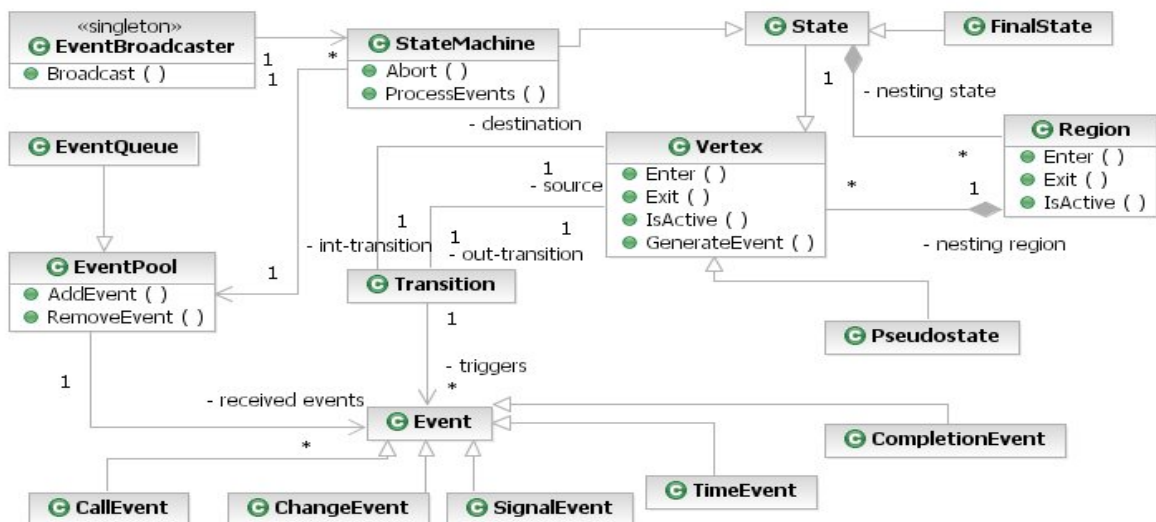 «singleton»
EventBroadcaster
Broadcast ( )
1
1
*
StateMachine
Abort ( )
ProcessEvents ( )
State
FinalState
1
- nesting state
- destination
EventQueue
Vertex
Enter ( )
Exit ( )
IsActive ( )
GenerateEvent ( )
Region
Enter ( )
Exit ( )
IsActive ( )
*
*
1
1
- source
1
1
1
- int-transition
- out-transition
- nesting region
EventPool
AddEvent ( )
RemoveEvent ( )
1
Transition
1
Pseudostate
1
- triggers
*
- received events
*
Event
CompletionEvent
CallEvent
ChangeEvent
SignalEvent
TimeEvent